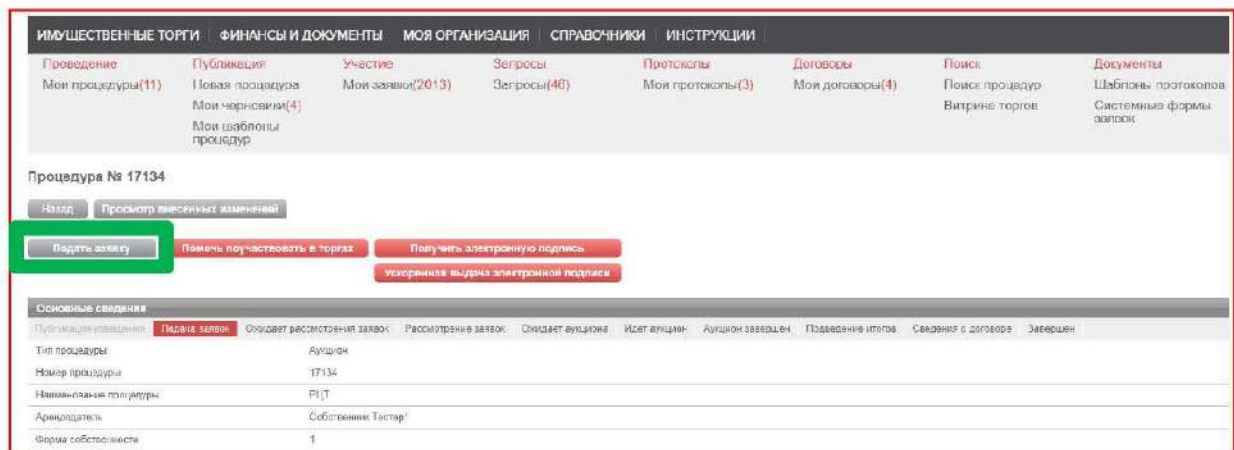 ИМУЩЕСТВЕННЫЕ ТОРГИ ФИНАНСЫ И ДОКУМЕНТЫ МОЯ ОРГАНИЗАЦИЯ СПРАВОЧНИКИ ИНСТРУКЦИИ
Проведение Публикация Участие Запросы Протоколы Договоры Поиск Документы
Мои процедуры(11) Новая процедура Мои заявки(2013) Запросы(46) Мои протоколы(3) Мои договоры(4) Поиск процедур Шаблоны протоколов
Мои черновики(4) Витрина торгов Системные формы
Мои шаблоны заявок
процедур
Процедура № 17134
Назад Просмотр внесенных изменений
Подать заявку Помочь поучаствовать в торгах Получить электронную подпись
Ускоренная выдача электронной подписи
Основные сведения
Публикация извещения Подача заявок Ожидает рассмотрения заявок Рассмотрение заявок Ожидает аукциона Идет аукцион Аукцион завершен Подведение итогов Сведения о договоре Завершен
Тип процедуры Аукцион
Номер процедуры 17134
Наименование процедуры
Арендодатель Собственник Тестер1
Форма собственности 1